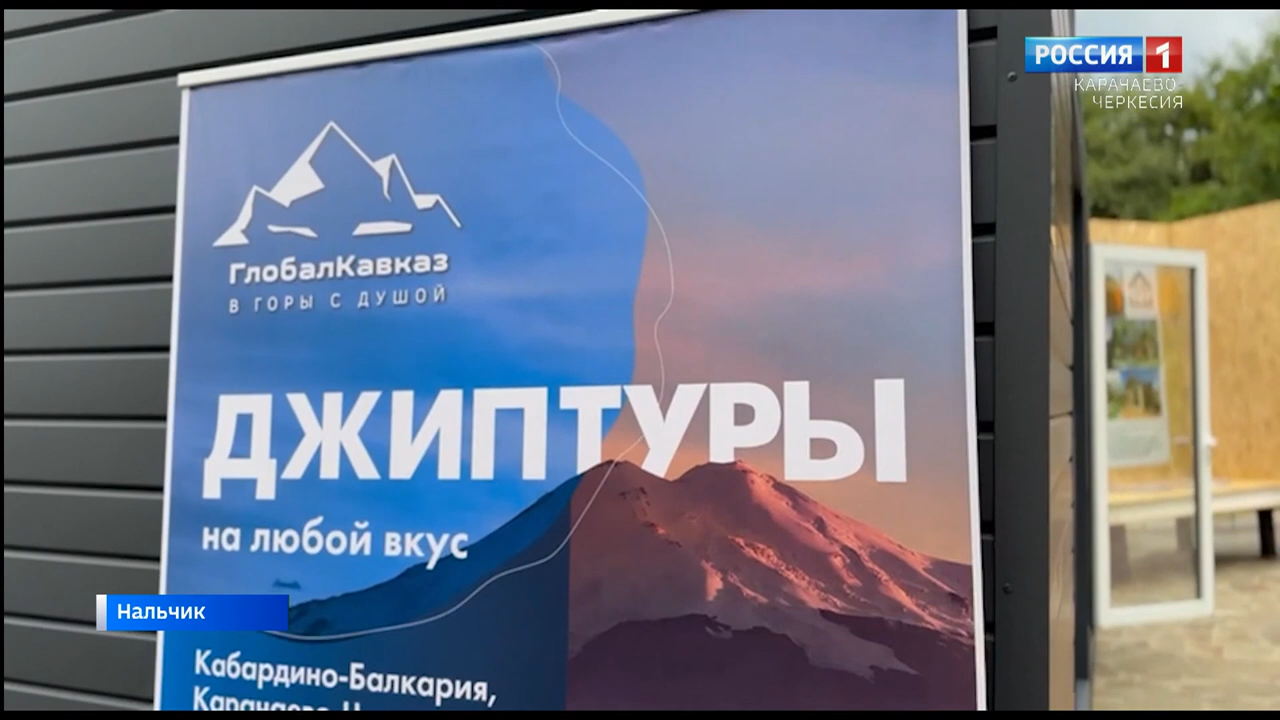 РОССИЯ 1
КАРАЧАЕВО
ЧЕРКЕСИЯ
ГлобалКавказ
В ГОРЫ С ДУШОЙ
ДЖИПТУРЫ
на любой вкус
Нальчик
Кабардино-Балкария,